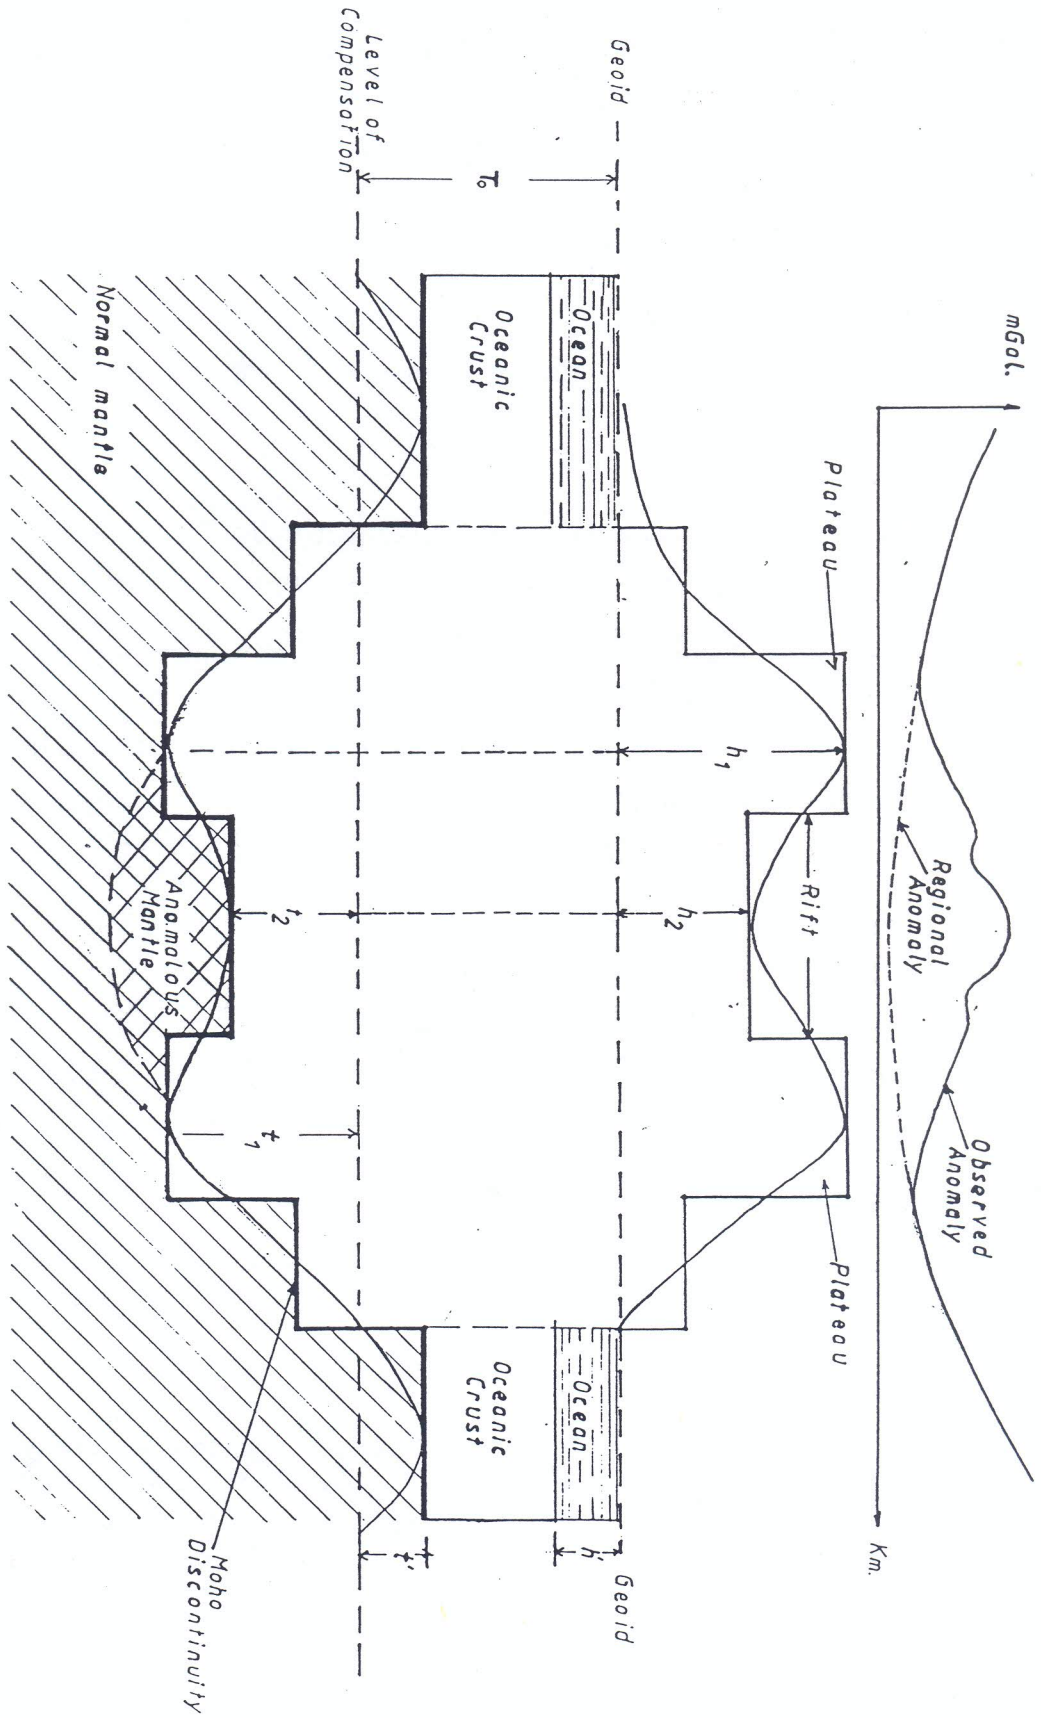 mGal.
Regional
Anomaly
Observed
Anomaly
Km.
Plateau
Plateau
h₁
Rift
h₂
Geoid
Geoid
Ocean
Ocean
h'
T₀
Oceanic
Crust
Oceanic
Crust
Level of
Compensation
t₂
t₁
t'
Anomalous
Mantle
Normal mantle
Moho
Discontinuity